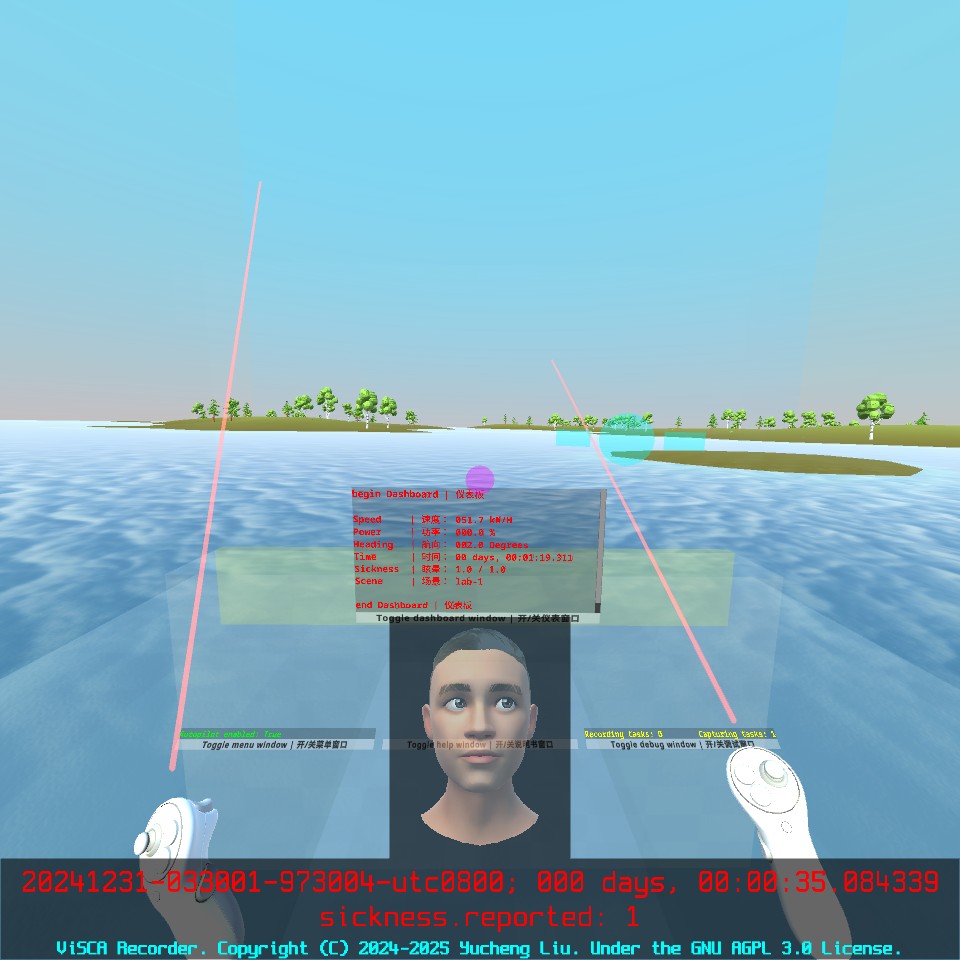 begin Dashboard | 仪表板
Speed | 速度： 051.7 kM/H
Power | 功率： 000.0 %
Heading | 航向： 002.0 Degrees
Time | 时间： 00 days, 00:01:19.311
Sickness | 眩晕： 1.0 / 1.0
Scene | 场景： lab-1
end Dashboard | 仪表板
Toggle dashboard window | 开/关仪表窗口
Autopilot enabled: True
Toggle menu window | 开/关菜单窗口
Toggle help window | 开/关说明书窗口
Recording tasks: 0 Capturing tasks: 1
Toggle debug window | 开/关调试窗口
20241231-033001-973004-utc0800; 000 days, 00:00:35.084339
sickness.reported: 1
ViSCA Recorder. Copyright (C) 2024-2025 Yucheng Liu. Under the GNU AGPL 3.0 License.